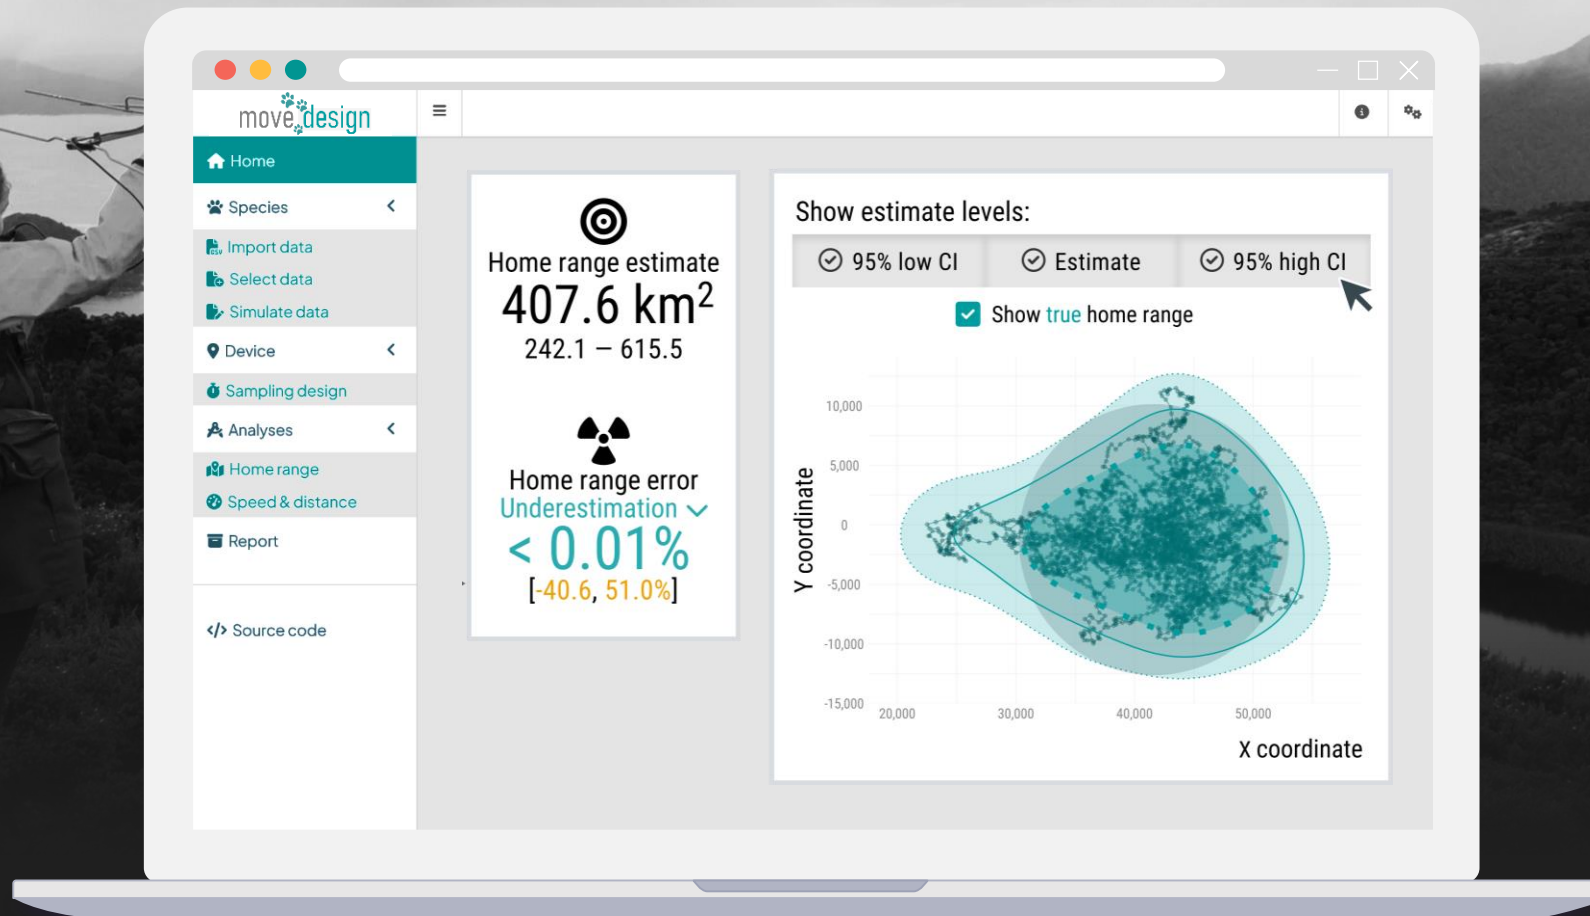 move design
Home
Species
Import data
Select data
Simulate data
Device
Sampling design
Analyses
Home range
Speed & distance
Report
</> Source code
Home range estimate
407.6 km²
242.1 – 615.5
Home range error
Underestimation
< 0.01%
[-40.6, 51.0%]
Show estimate levels:
95% low CI
Estimate
95% high CI
Show true home range
Y coordinate
10,000
5,000
0
-5,000
-10,000
-15,000
20,000
30,000
40,000
50,000
X coordinate